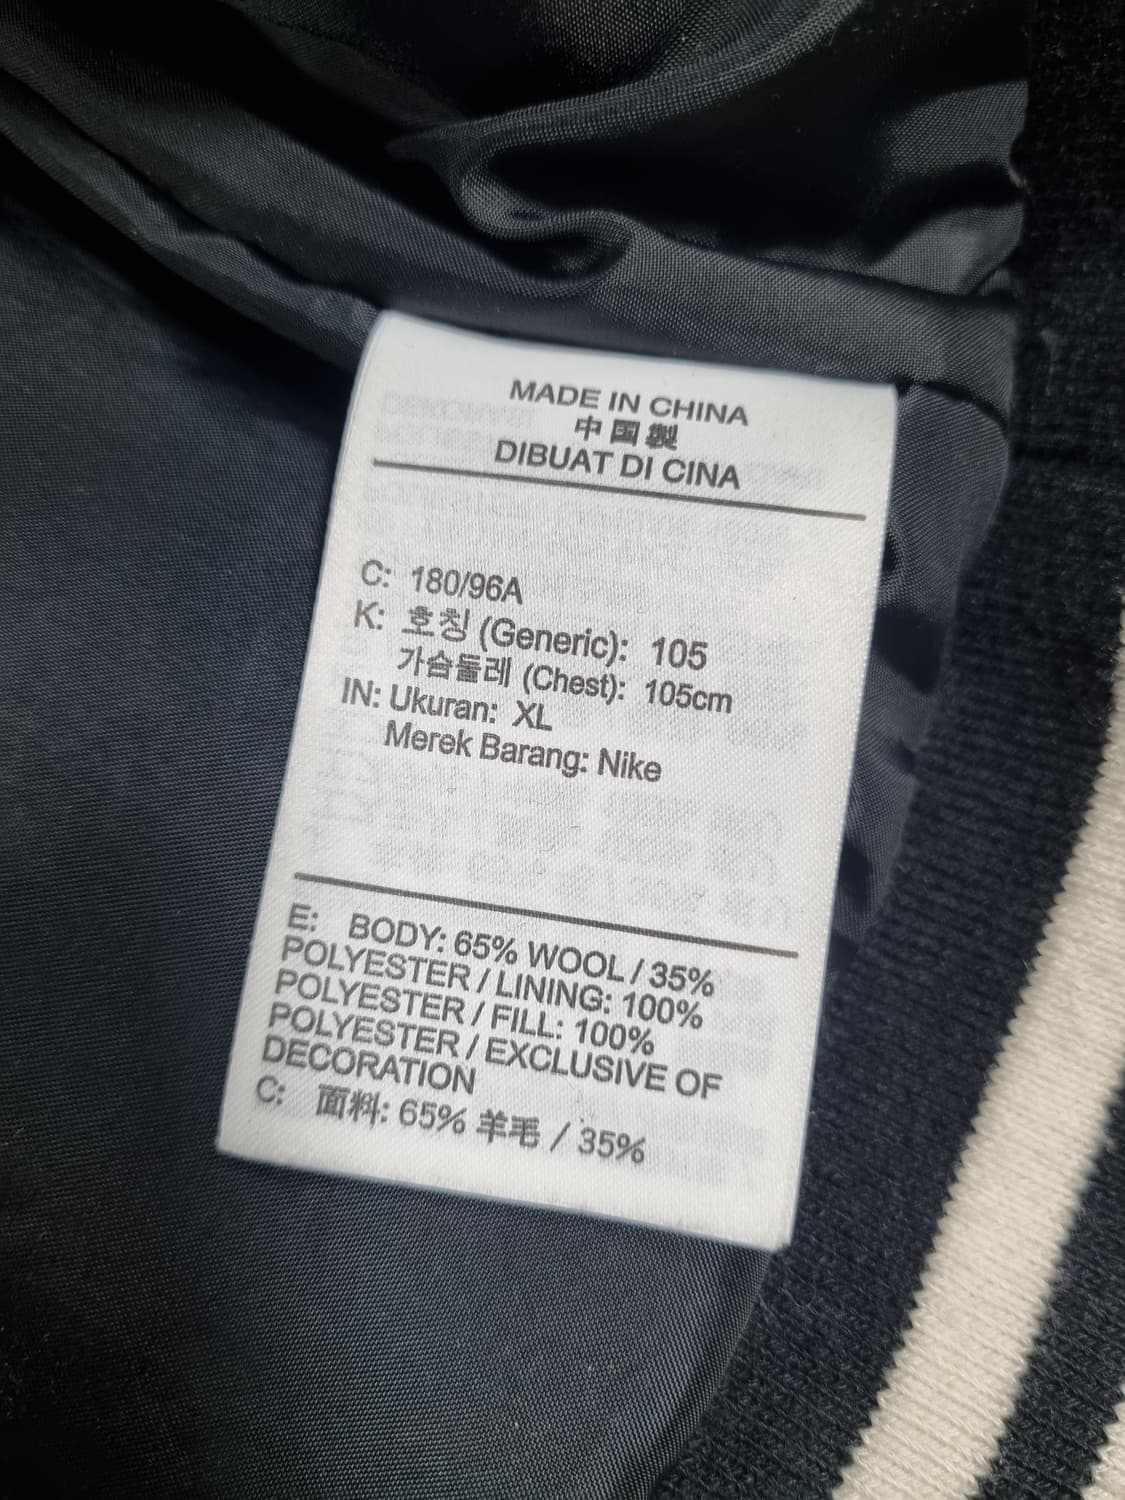 MADE IN CHINA
中国製
DIBUAT DI CINA
C: 180/96A
K: 호칭 (Generic): 105
가슴둘레 (Chest): 105cm
IN: Ukuran: XL
Merek Barang: Nike
E: BODY: 65% WOOL / 35%
POLYESTER / LINING: 100%
POLYESTER / FILL: 100%
POLYESTER / EXCLUSIVE OF
DECORATION
C: 面料: 65% 羊毛 / 35%